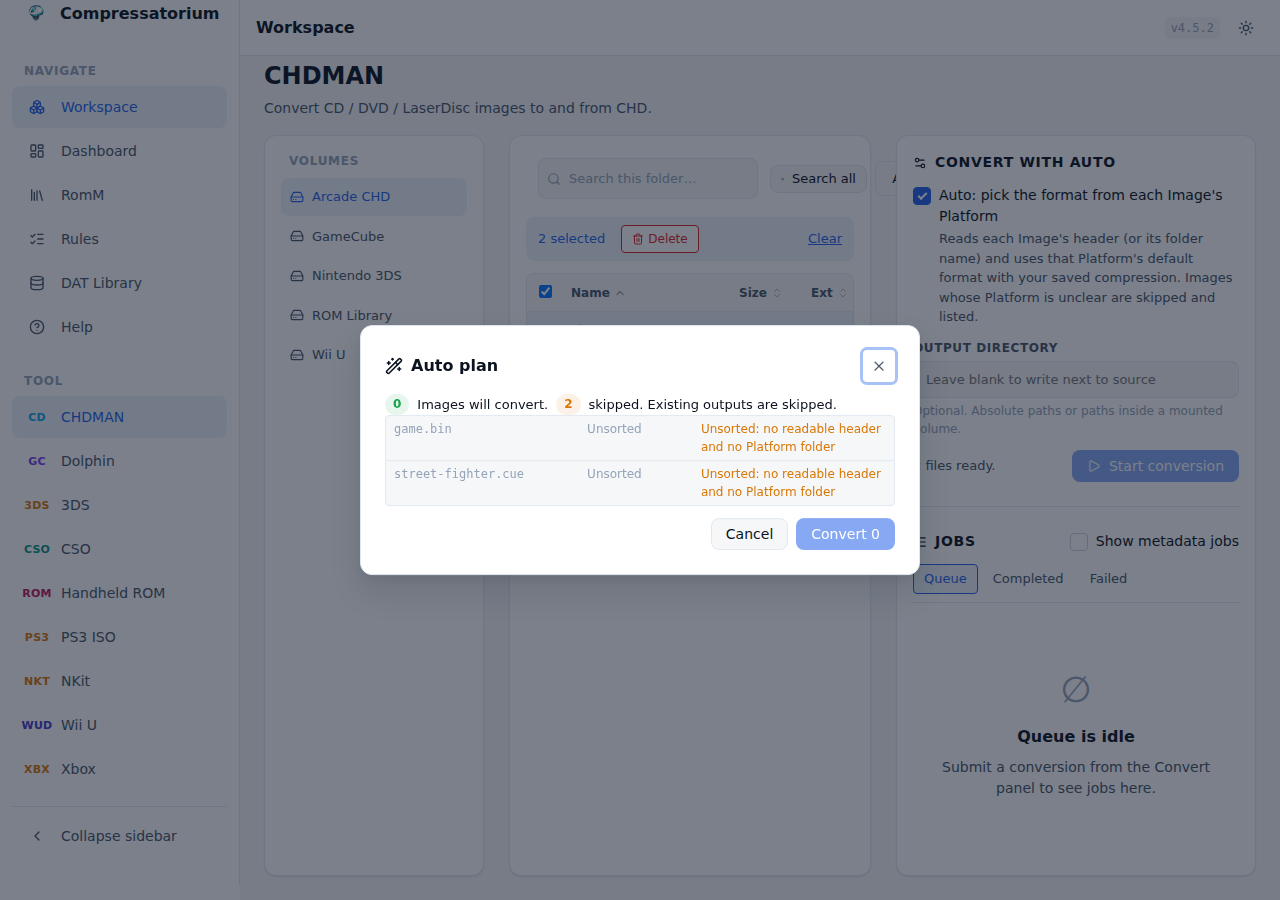 Compressatorium
Workspace
v4.5.2
NAVIGATE
Workspace
Dashboard
RomM
Rules
DAT Library
Help
TOOL
CD CHDMAN
GC Dolphin
3DS 3DS
CSO CSO
ROM Handheld ROM
PS3 PS3 ISO
NKT NKit
WUD Wii U
XBX Xbox
Collapse sidebar
CHDMAN
Convert CD / DVD / LaserDisc images to and from CHD.
VOLUMES
Arcade CHD
GameCube
Nintendo 3DS
ROM Library
Wii U
Search this folder…
Search all
2 selected
Delete
Clear
Name
Size
Ext
CONVERT WITH AUTO
Auto: pick the format from each Image's
Platform
Reads each Image's header (or its folder
name) and uses that Platform's default
format with your saved compression. Images
whose Platform is unclear are skipped and
listed.
OUTPUT DIRECTORY
Leave blank to write next to source
Optional. Absolute paths or paths inside a mounted
volume.
files ready.
Start conversion
JOBS
Show metadata jobs
Queue
Completed
Failed
Queue is idle
Submit a conversion from the Convert
panel to see jobs here.
Auto plan
0 Images will convert. 2 skipped. Existing outputs are skipped.
game.bin Unsorted Unsorted: no readable header
and no Platform folder
street-fighter.cue Unsorted Unsorted: no readable header
and no Platform folder
Cancel
Convert 0